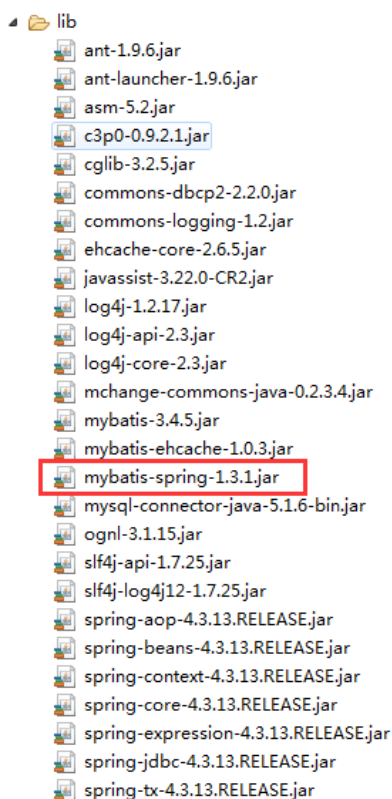 lib
ant-1.9.6.jar
ant-launcher-1.9.6.jar
asm-5.2.jar
c3p0-0.9.2.1.jar
cglib-3.2.5.jar
commons-dbcp2-2.2.0.jar
commons-logging-1.2.jar
ehcache-core-2.6.5.jar
javassist-3.22.0-CR2.jar
log4j-1.2.17.jar
log4j-api-2.3.jar
log4j-core-2.3.jar
mchange-commons-java-0.2.3.4.jar
mybatis-3.4.5.jar
mybatis-ehcache-1.0.3.jar
mybatis-spring-1.3.1.jar
mysql-connector-java-5.1.6-bin.jar
ognl-3.1.15.jar
slf4j-api-1.7.25.jar
slf4j-log4j12-1.7.25.jar
spring-aop-4.3.13.RELEASE.jar
spring-beans-4.3.13.RELEASE.jar
spring-context-4.3.13.RELEASE.jar
spring-core-4.3.13.RELEASE.jar
spring-expression-4.3.13.RELEASE.jar
spring-jdbc-4.3.13.RELEASE.jar
spring-tx-4.3.13.RELEASE.jar